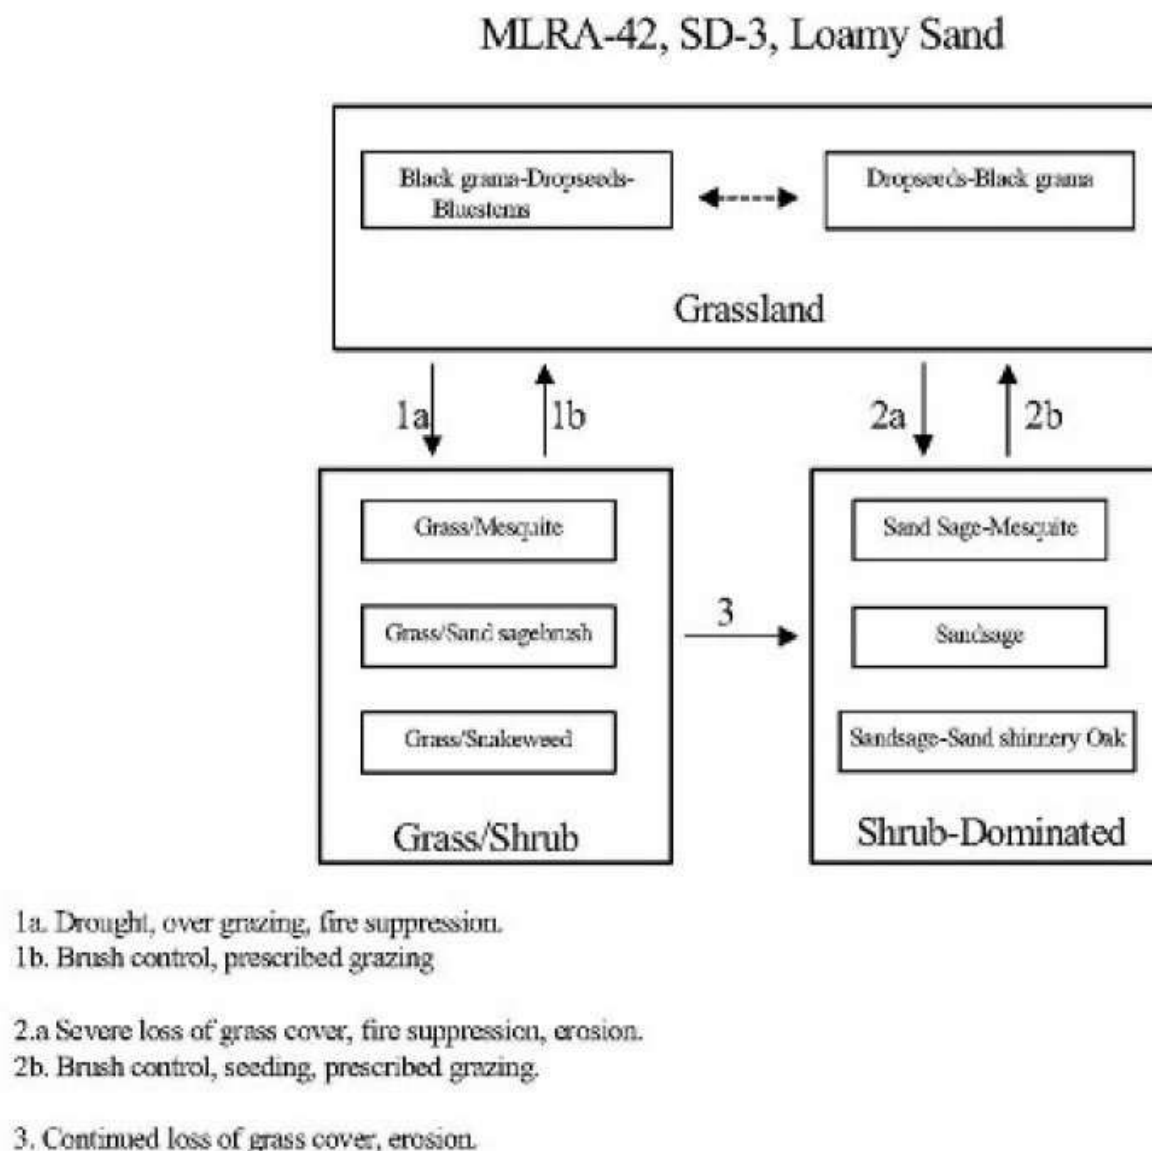 MLRA-42, SD-3, Loamy Sand
Black grama-Dropseeds-
Bluestems
Dropseeds-Black grama
Grassland
1a
1b
2a
2b
Grass/Mesquite
Grass/Sand sagebrush
Grass/Snakeweed
Grass/Shrub
3
Sand Sage-Mesquite
Sandsage
Sandsage-Sand shinnery Oak
Shrub-Dominated
1a. Drought, over grazing, fire suppression.
1b. Brush control, prescribed grazing
2.a Severe loss of grass cover, fire suppression, erosion.
2b. Brush control, seeding, prescribed grazing.
3. Continued loss of grass cover, erosion.